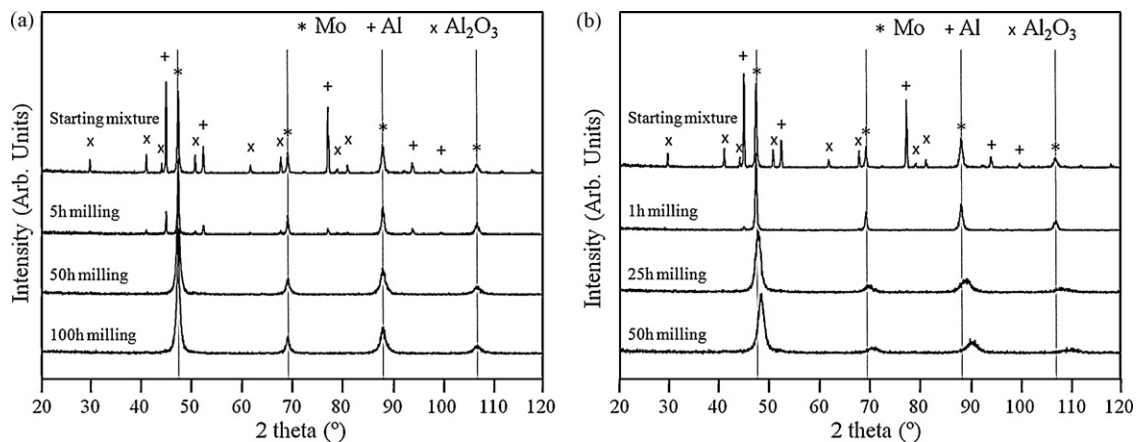 (a)
* Mo + Al x Al₂O₃
Intensity (Arb. Units)
+
*
Starting mixture
+
+
x
x
x
x
x
x
*
x
x
*
+
+
*
5h milling
50h milling
100h milling
20 30 40 50 60 70 80 90 100 110 120
2 theta (º)
(b)
* Mo + Al x Al₂O₃
Intensity (Arb. Units)
+
*
Starting mixture
+
+
x
x
x
x
x
x
*
x
x
*
+
+
*
1h milling
25h milling
50h milling
20 30 40 50 60 70 80 90 100 110 120
2 theta (º)